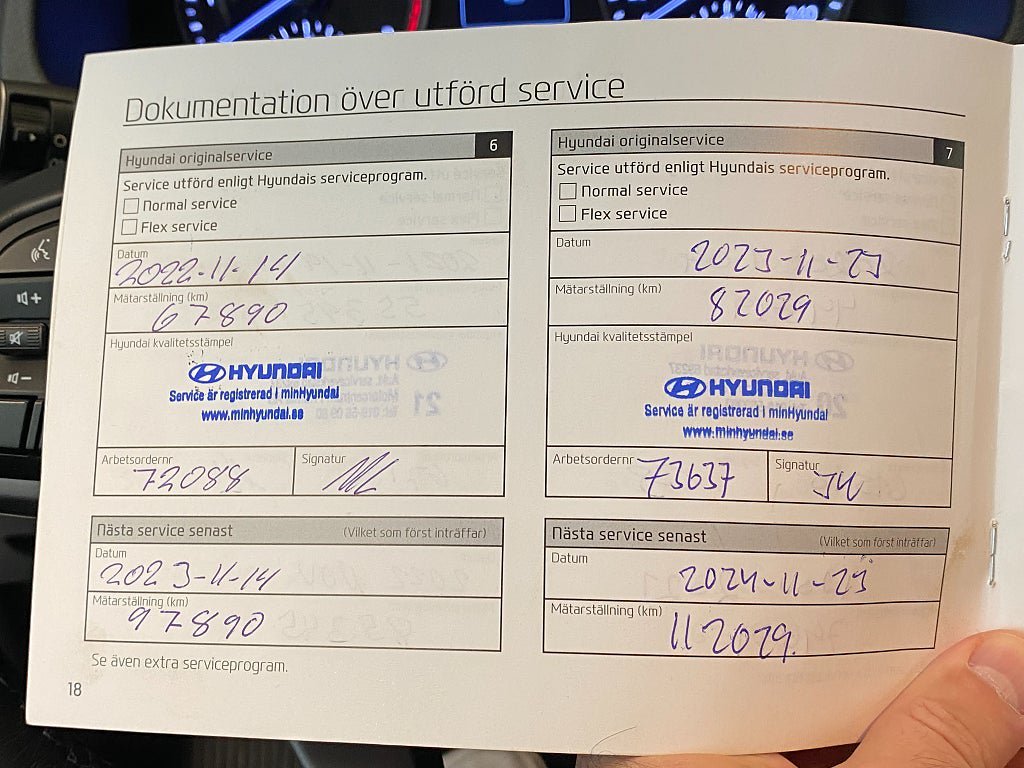 Dokumentation över utförd service
Hyundai originalservice 6
Service utförd enligt Hyundais serviceprogram.
Normal service
Flex service
Datum
2022-11-14
Mätarställning (km)
67890
Hyundai kvalitetsstämpel
HYUNDAI
Service är registrerad i minHyundai
www.minhyundai.se
Arbetsordernr
72088
Signatur
Nästa service senast (Vilket som först inträffar)
Datum
2023-11-14
Mätarställning (km)
97890
Se även extra serviceprogram.
18
Hyundai originalservice 7
Service utförd enligt Hyundais serviceprogram.
Normal service
Flex service
Datum
2023-11-23
Mätarställning (km)
82029
Hyundai kvalitetsstämpel
HYUNDAI
Service är registrerad i minHyundai
www.minhyundai.se
Arbetsordernr
73637
Signatur
Nästa service senast (Vilket som först inträffar)
Datum
2024-11-23
Mätarställning (km)
112029.